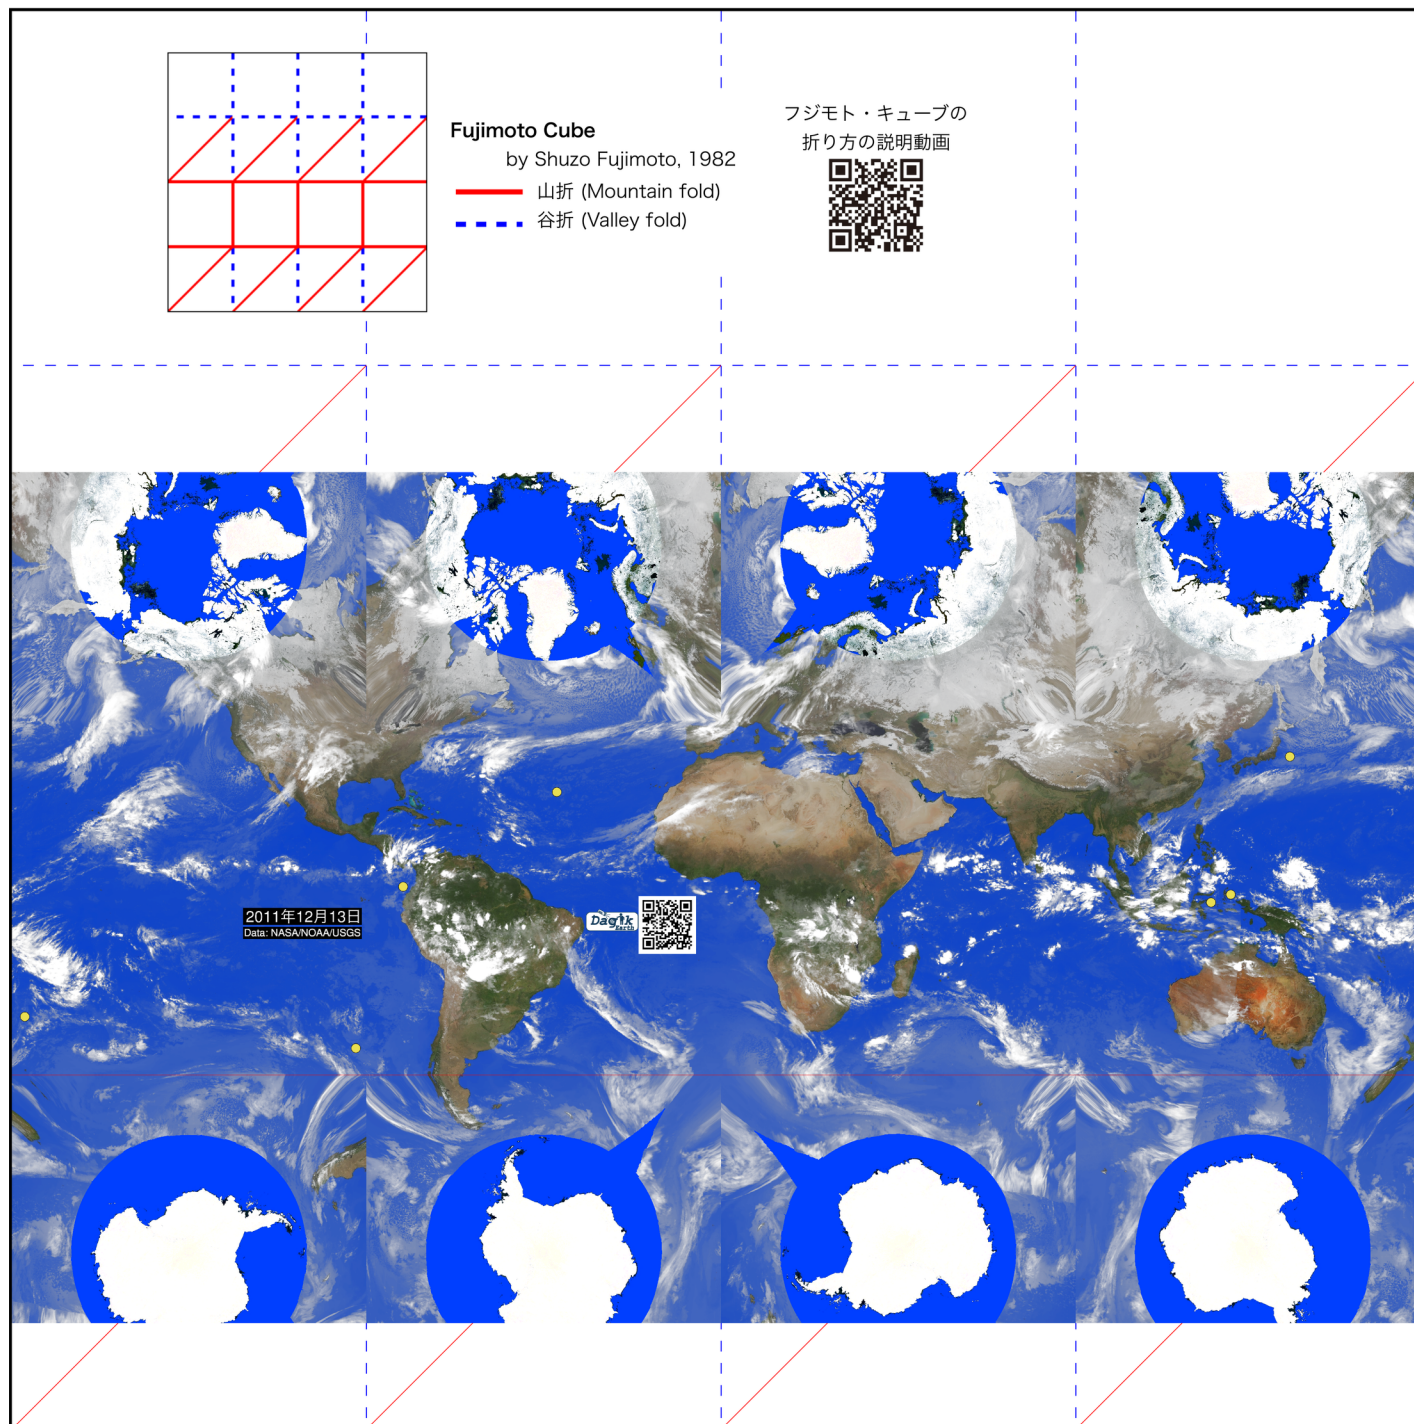 Fujimoto Cube
by Shuzo Fujimoto, 1982
山折 (Mountain fold)
谷折 (Valley fold)
フジモト・キューブの
折り方の説明動画
2011年12月13日
Data: NASA/NOAA/USGS
Dagik
Earth